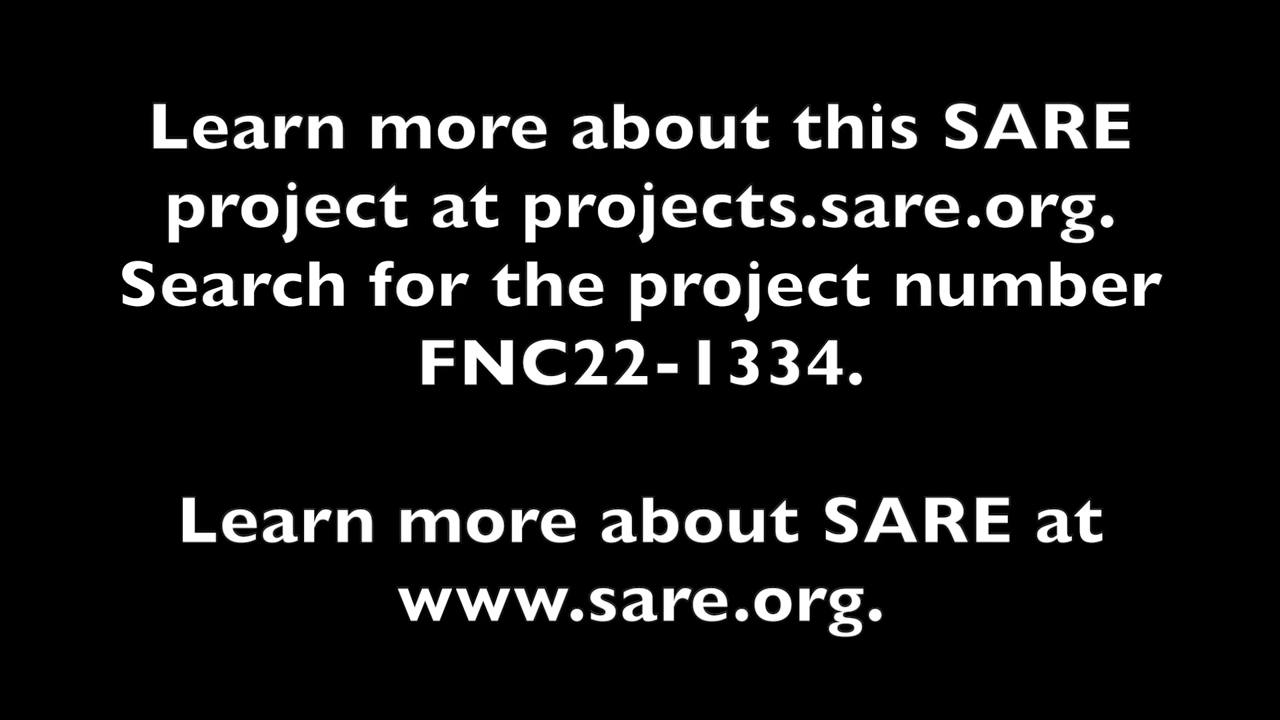 Learn more about this SARE
project at projects.sare.org.
Search for the project number
FNC22-1334.
Learn more about SARE at
www.sare.org.